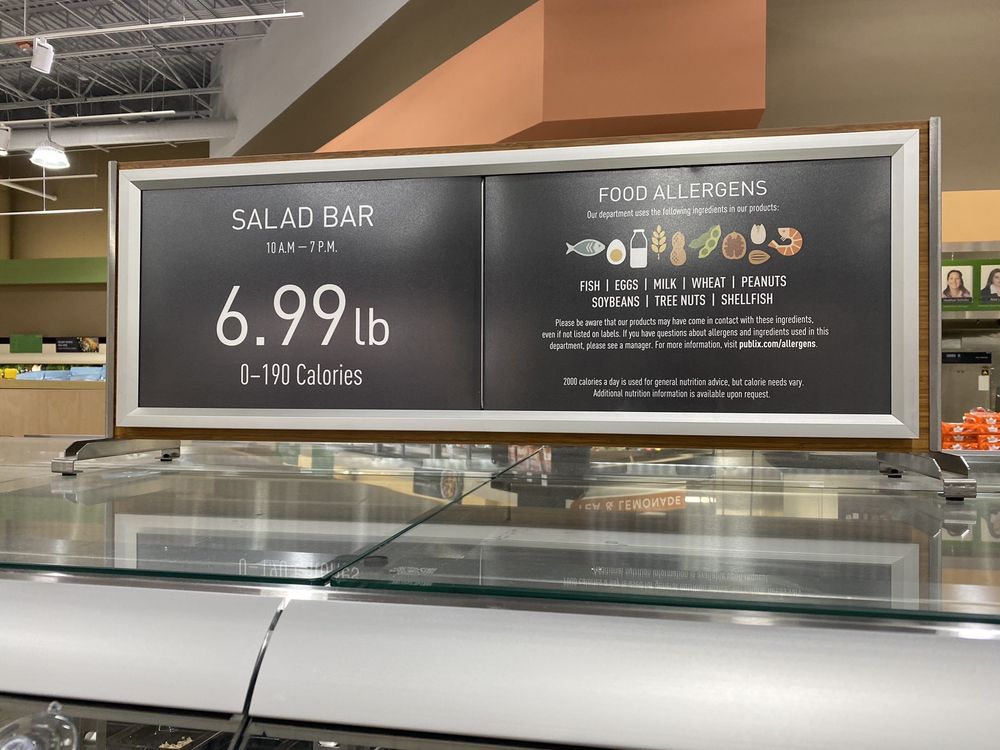 SALAD BAR
10 A.M — 7 P.M.
6.99 lb
0–190 Calories
FOOD ALLERGENS
Our department uses the following ingredients in our products:
FISH | EGGS | MILK | WHEAT | PEANUTS
SOYBEANS | TREE NUTS | SHELLFISH
Please be aware that our products may have come in contact with these ingredients,
even if not listed on labels. If you have questions about allergens and ingredients used in this
department, please see a manager. For more information, visit publix.com/allergens.
2000 calories a day is used for general nutrition advice, but calorie needs vary.
Additional nutrition information is available upon request.
TEA & LEMONADE